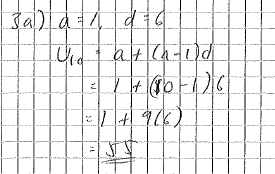 3a) a=1, d=6
U₁₀ = a + (n-1)d
= 1 + (10-1)6
= 1 + 9(6)
= 55